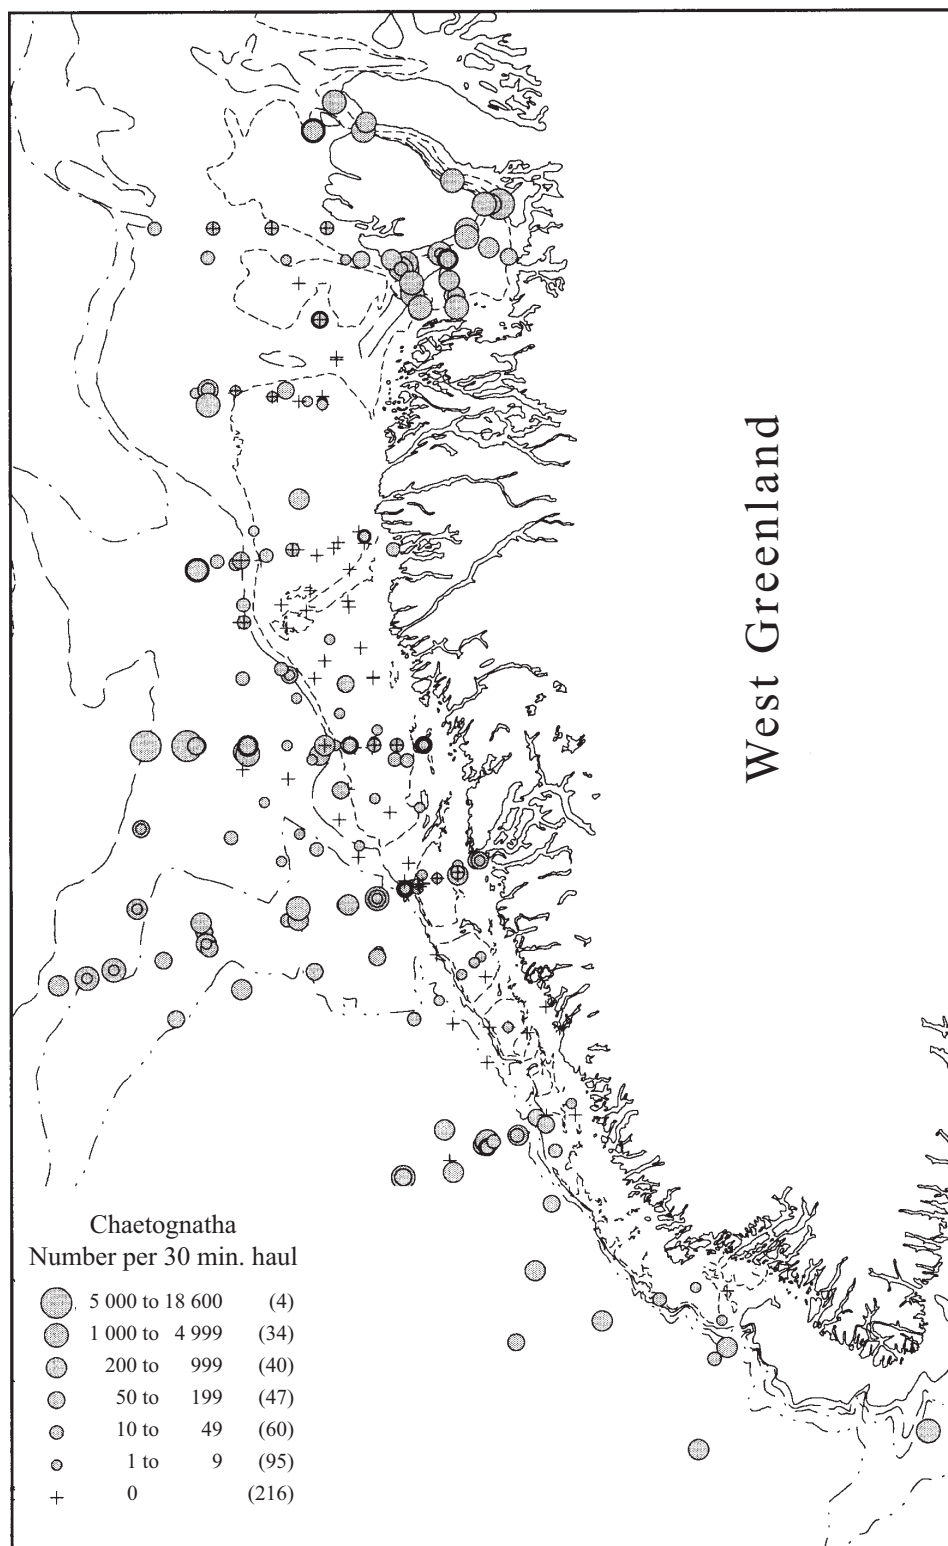 West Greenland
Chaetognatha
Number per 30 min. haul
5 000 to 18 600 (4)
1 000 to 4 999 (34)
200 to 999 (40)
50 to 199 (47)
10 to 49 (60)
1 to 9 (95)
0 (216)